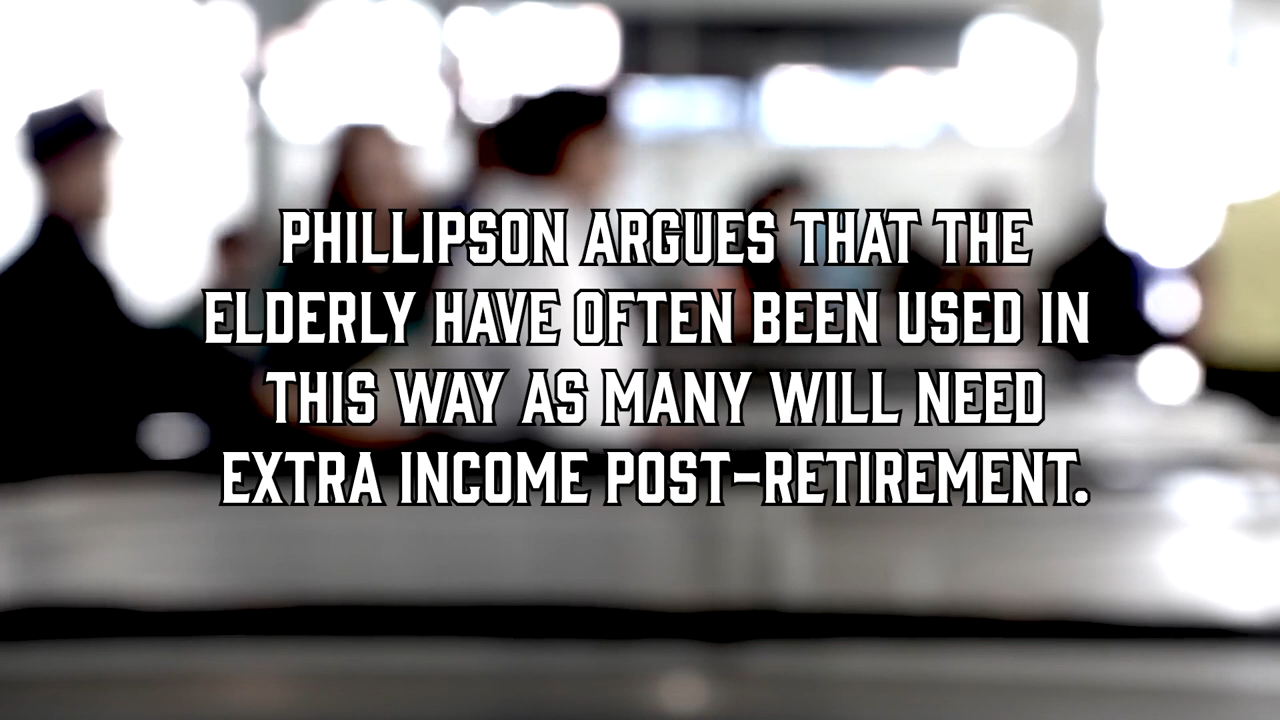 PHILLIPSON ARGUES THAT THE
ELDERLY HAVE OFTEN BEEN USED IN
THIS WAY AS MANY WILL NEED
EXTRA INCOME POST-RETIREMENT.